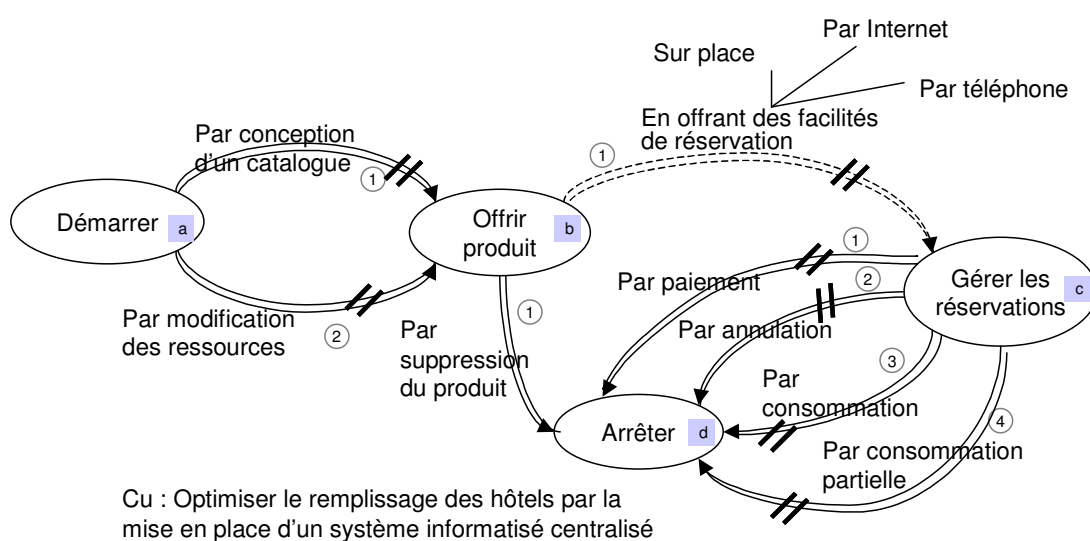 Par Internet
Sur place
Par téléphone
En offrant des facilités
de réservation
1
Par conception
d'un catalogue
1
Démarrer a
Offrir
produit
b
Par modification
des ressources
2
Par
suppression
du produit
1
Par paiement
1
Gérer les
réservations
c
2
Par annulation
3
Par
consommation
4
Par consommation
partielle
Arrêter d
Cu : Optimiser le remplissage des hôtels par la
mise en place d'un système informatisé centralisé